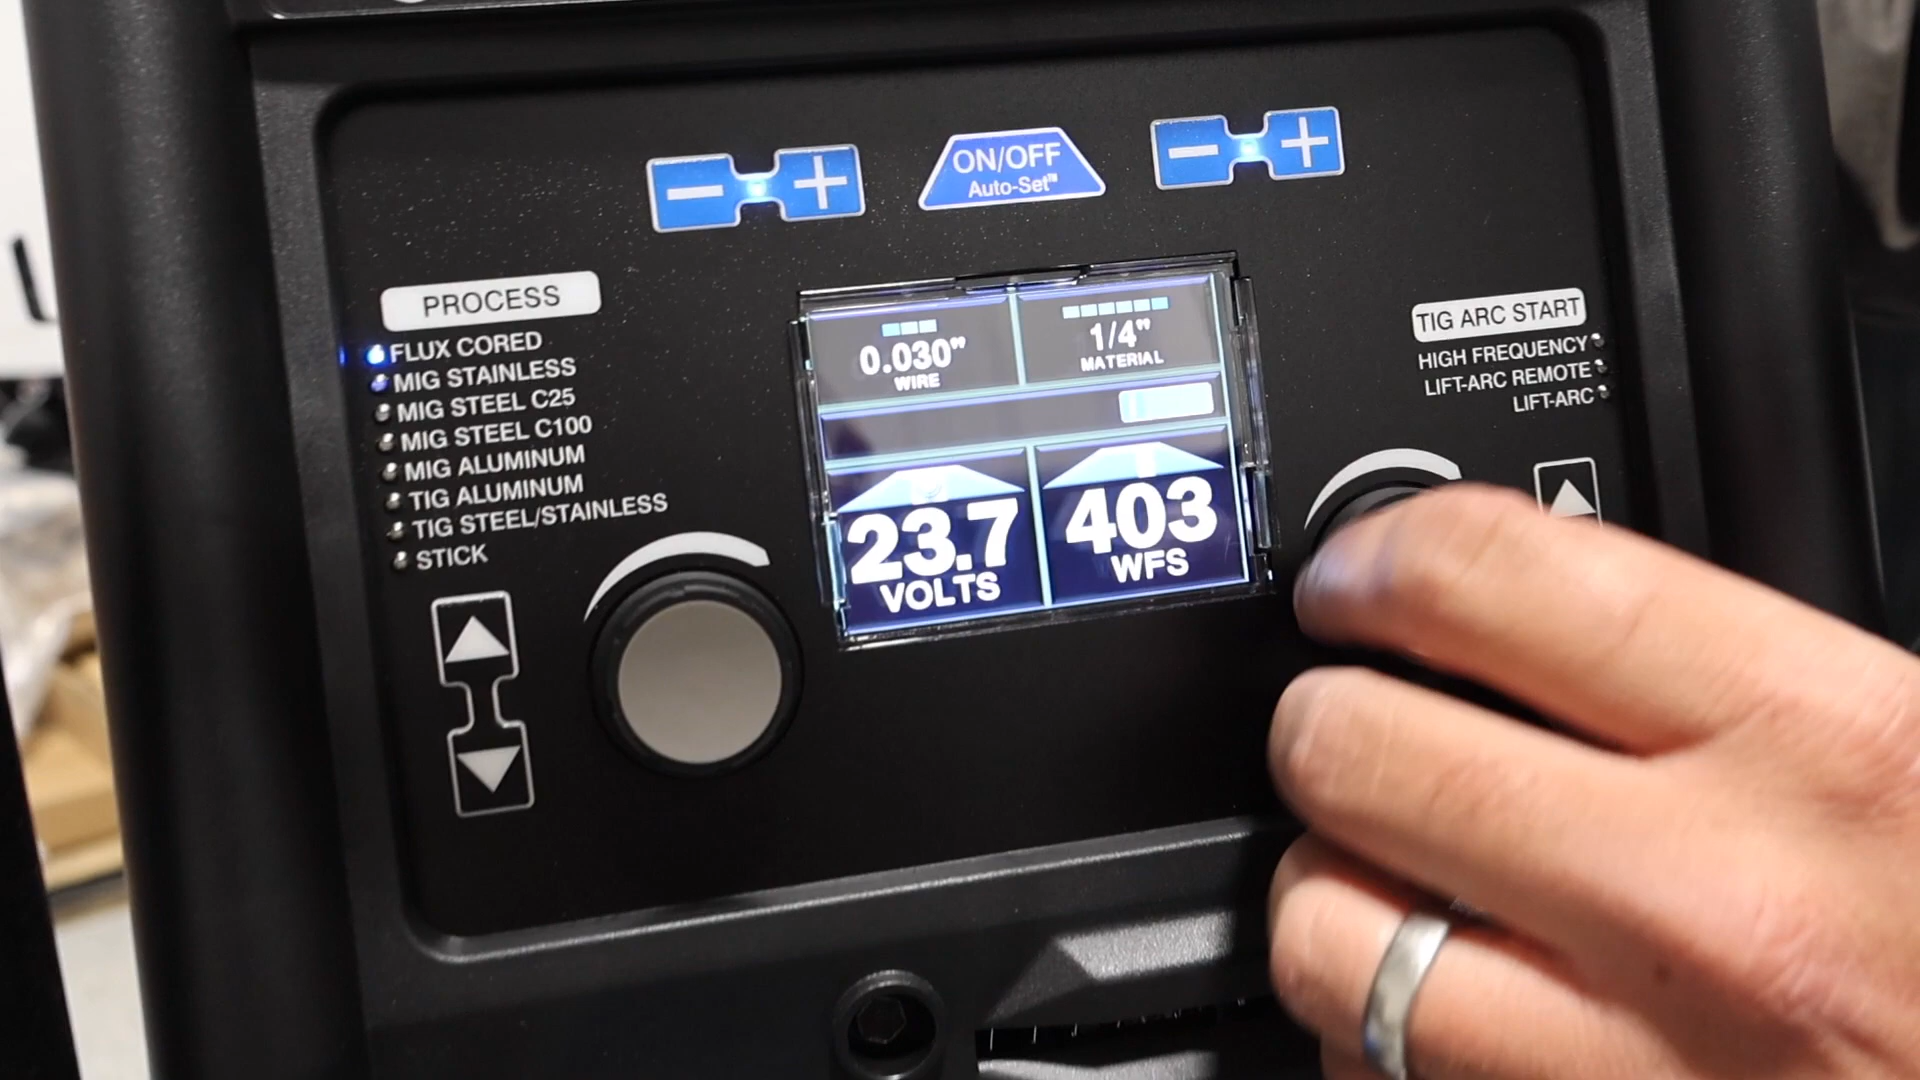 ON/OFF
Auto-Set™
PROCESS
FLUX CORED
MIG STAINLESS
MIG STEEL C25
MIG STEEL C100
MIG ALUMINUM
TIG ALUMINUM
TIG STEEL/STAINLESS
STICK
0.030"
WIRE
1/4"
MATERIAL
23.7
VOLTS
403
WFS
TIG ARC START
HIGH FREQUENCY
LIFT-ARC REMOTE
LIFT-ARC